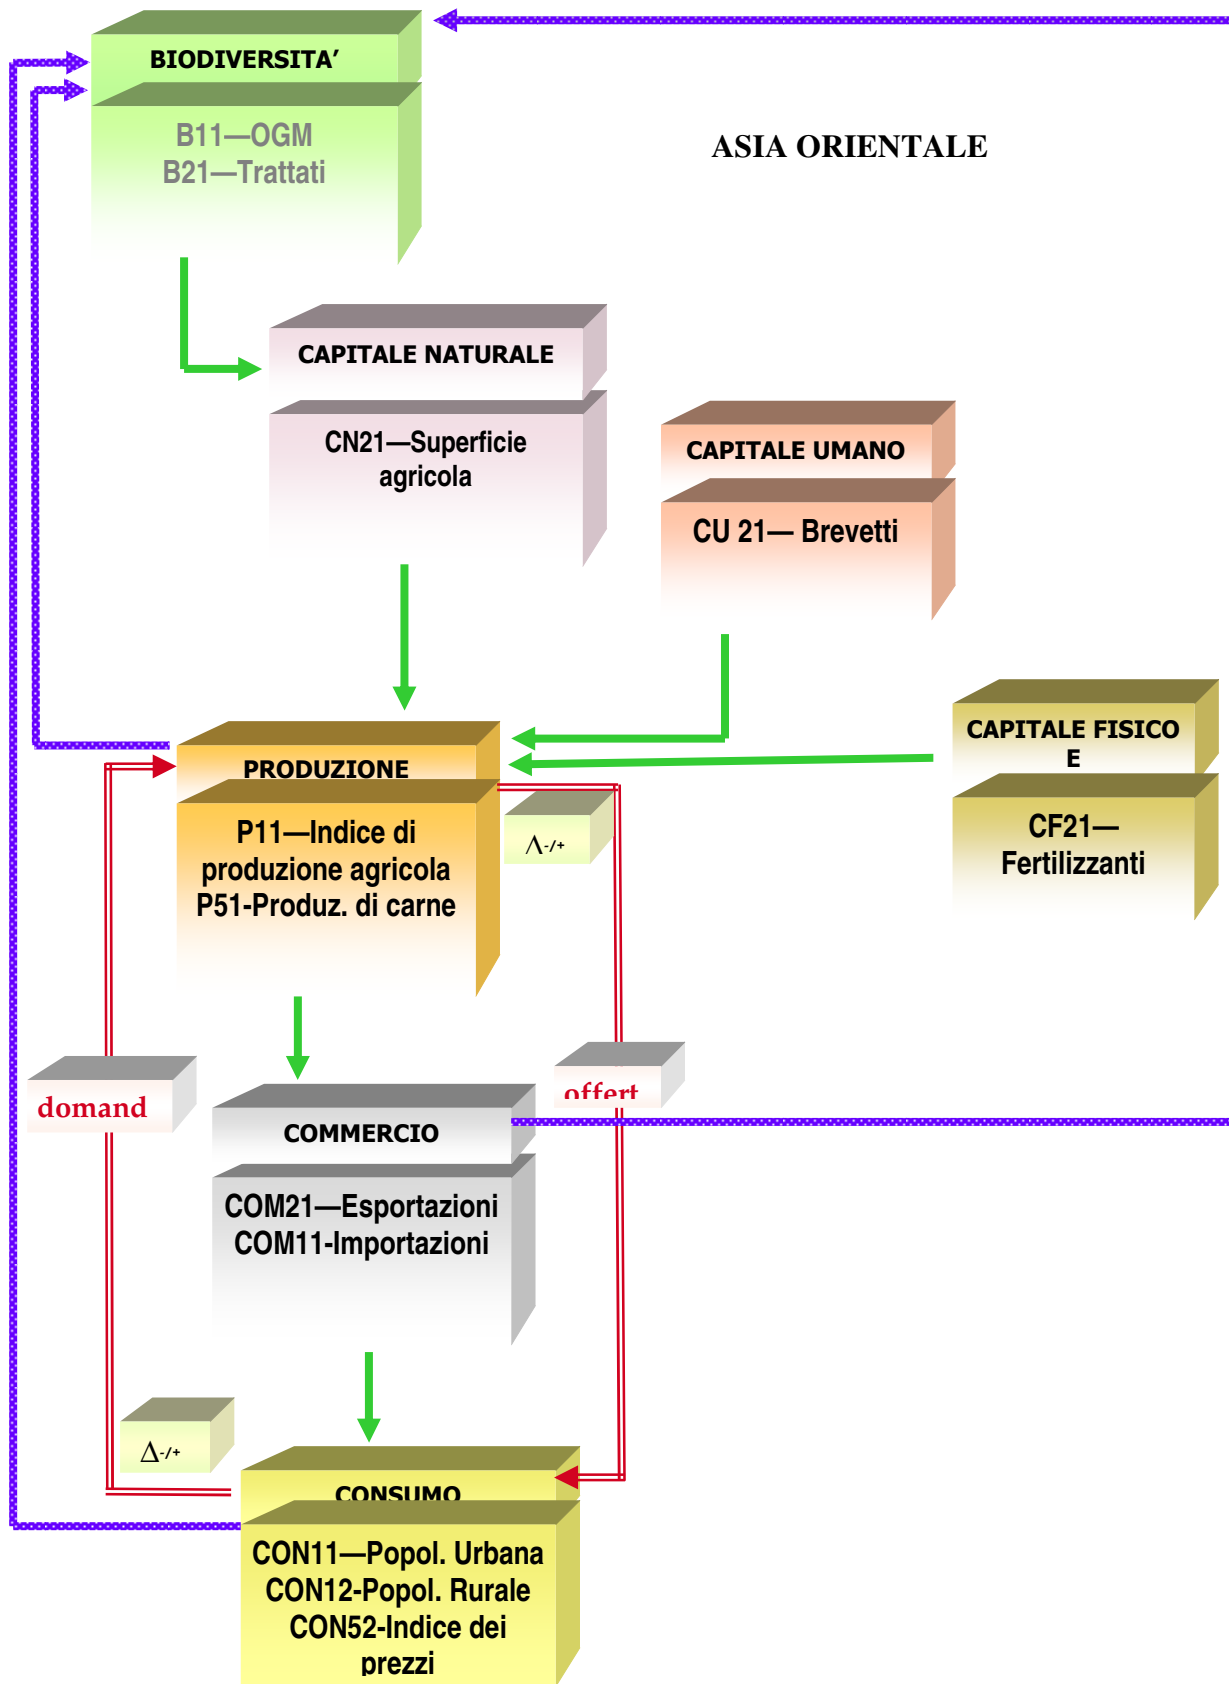 BIODIVERSITA’
B11—OGM
B21—Trattati
ASIA ORIENTALE
CAPITALE NATURALE
CN21—Superficie
agricola
CAPITALE UMANO
CU 21— Brevetti
CAPITALE FISICO
E
CF21—
Fertilizzanti
PRODUZIONE
P11—Indice di
produzione agricola
P51-Produz. di carne
Δ-/+
domand
offert
COMMERCIO
COM21—Esportazioni
COM11-Importazioni
Δ-/+
CONSUMO
CON11—Popol. Urbana
CON12-Popol. Rurale
CON52-Indice dei
prezzi